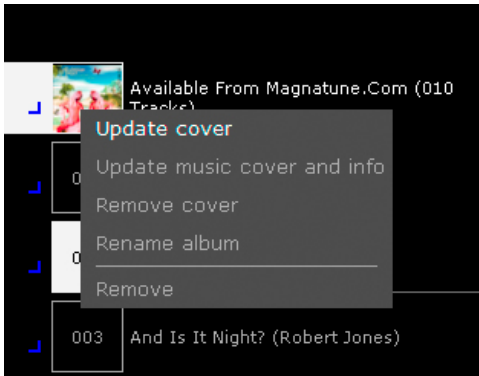 Available From Magnatune.Com (010
Tracks)
Update cover
Update music cover and info
Remove cover
Rename album
Remove
003 And Is It Night? (Robert Jones)